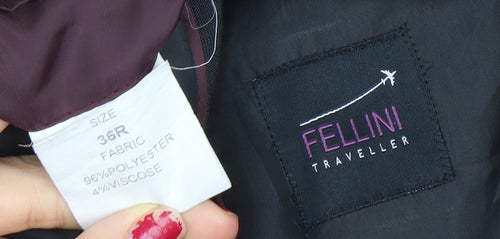 SIZE
36R
FABRIC
96%POLYESTER
4%VISCOSE
FELLINI
TRAVELLER